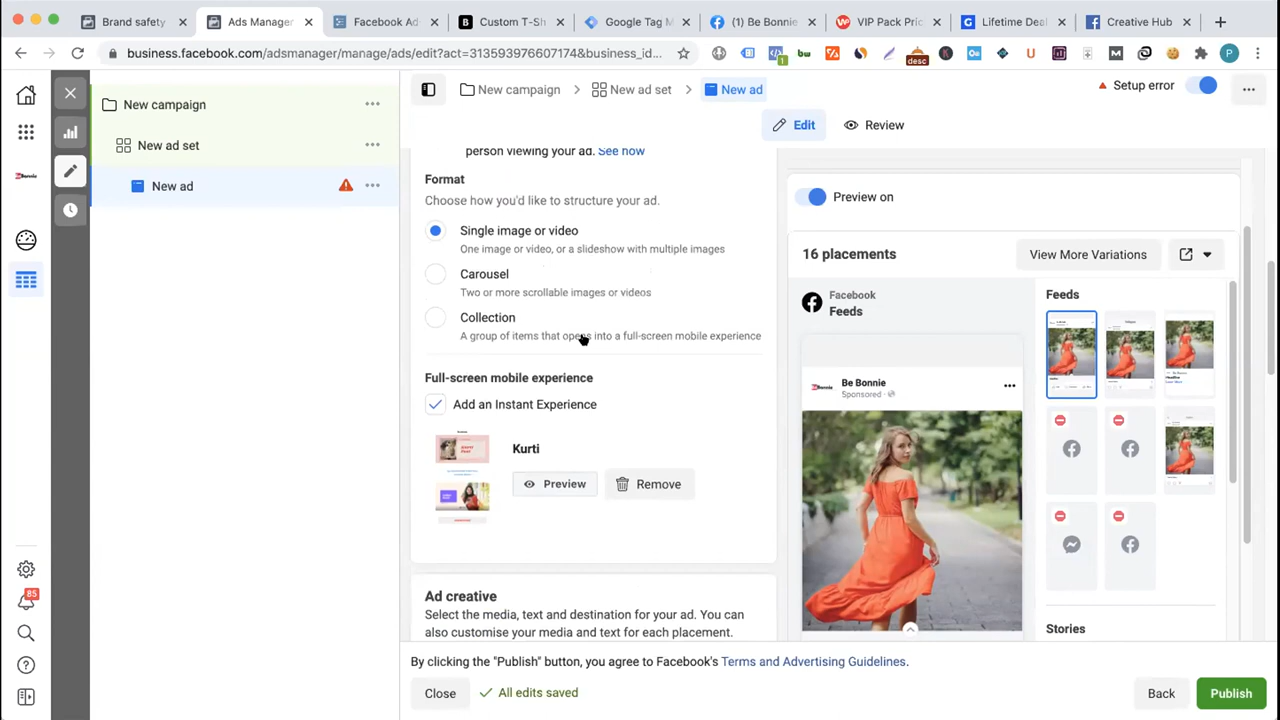 Brand safety
Ads Manager
Facebook Ad
Custom T-Sh
Google Tag M
(1) Be Bonnie
VIP Pack Pric
Lifetime Dea
Creative Hub
business.facebook.com/adsmanager/manage/ads/edit?act=313593976607174&business_id...
desc
P
New campaign
New ad set
New ad
New campaign
New ad set
New ad
Setup error
Edit
Review
person viewing your ad. See now
Format
Choose how you'd like to structure your ad.
Single image or video
One image or video, or a slideshow with multiple images
Carousel
Two or more scrollable images or videos
Collection
A group of items that opens into a full-screen mobile experience
Full-screen mobile experience
Add an Instant Experience
Kurti
Preview
Remove
Ad creative
Select the media, text and destination for your ad. You can
also customise your media and text for each placement.
Preview on
16 placements
View More Variations
Facebook
Feeds
Be Bonnie
Sponsored
Feeds
Stories
85
By clicking the "Publish" button, you agree to Facebook's Terms and Advertising Guidelines.
Close
All edits saved
Back
Publish